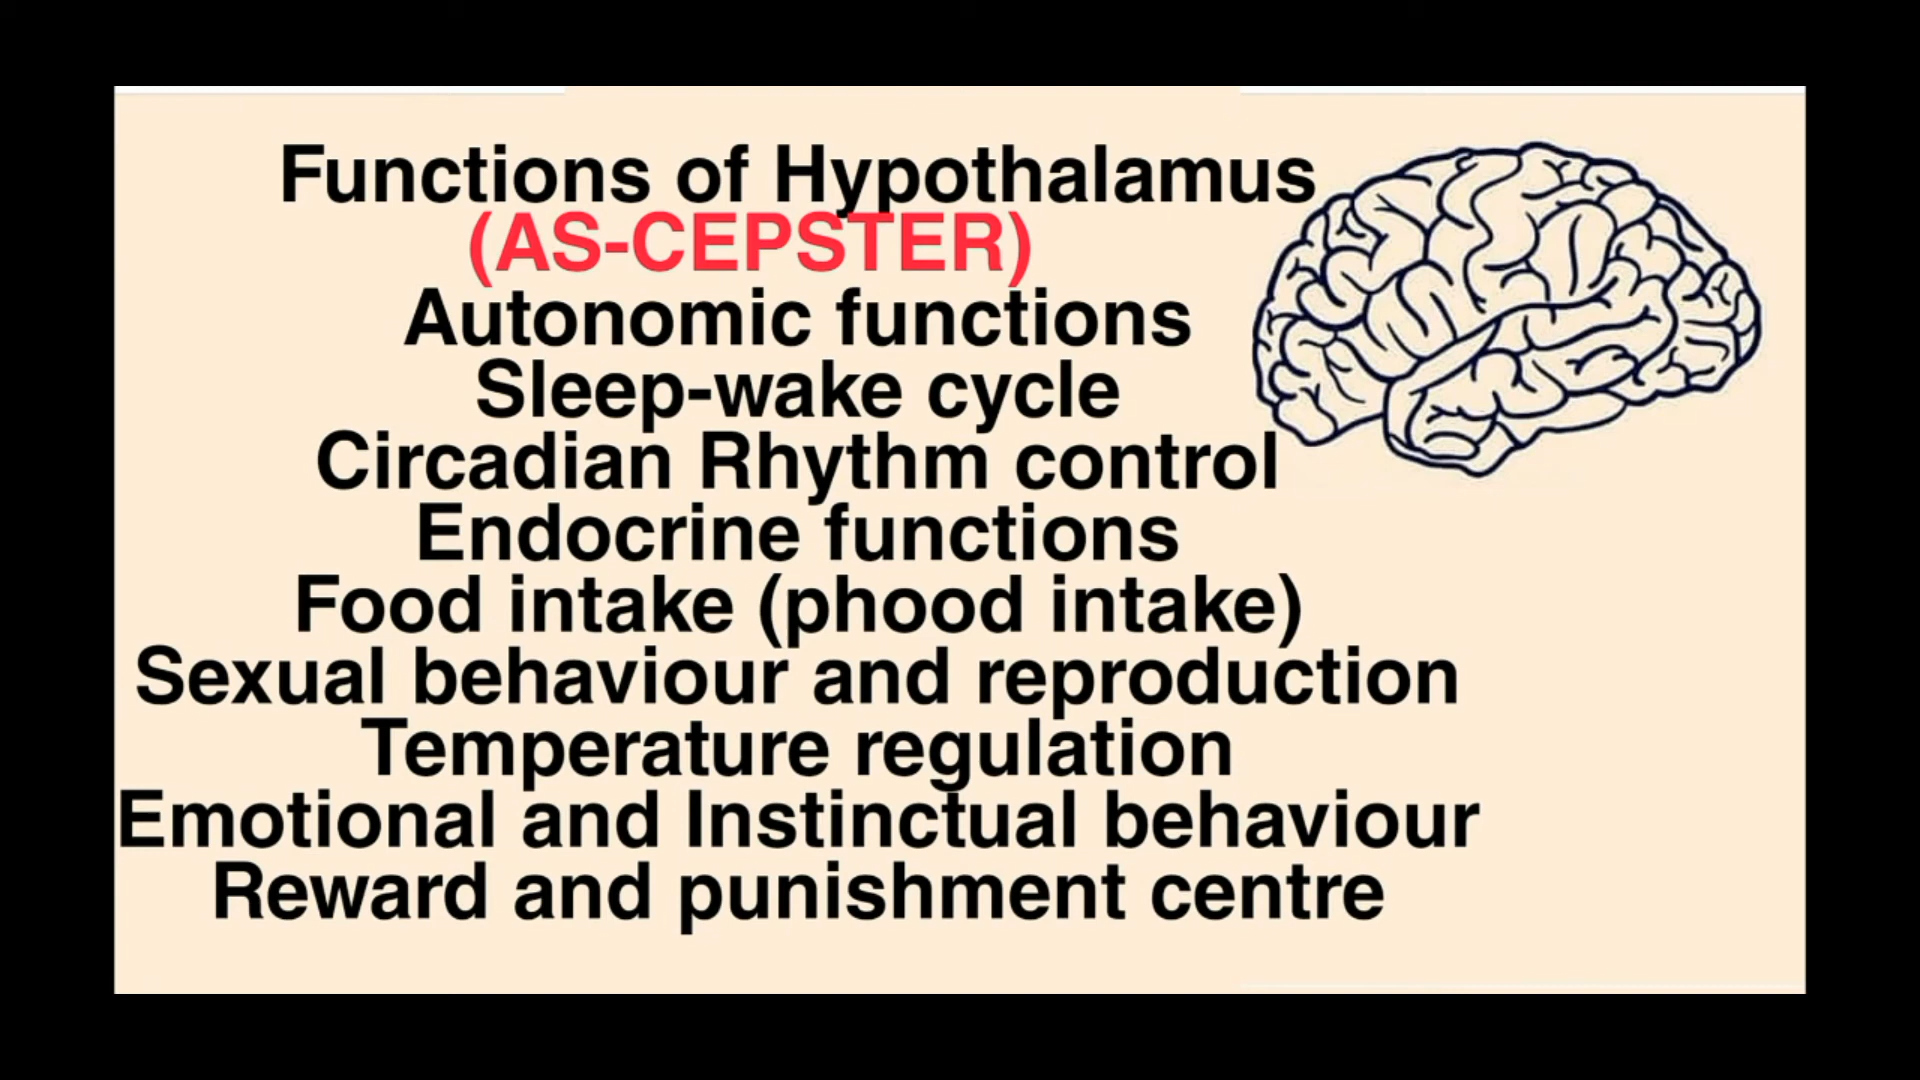 Functions of Hypothalamus
(AS-CEPSTER)
Autonomic functions
Sleep-wake cycle
Circadian Rhythm control
Endocrine functions
Food intake (phood intake)
Sexual behaviour and reproduction
Temperature regulation
Emotional and Instinctual behaviour
Reward and punishment centre